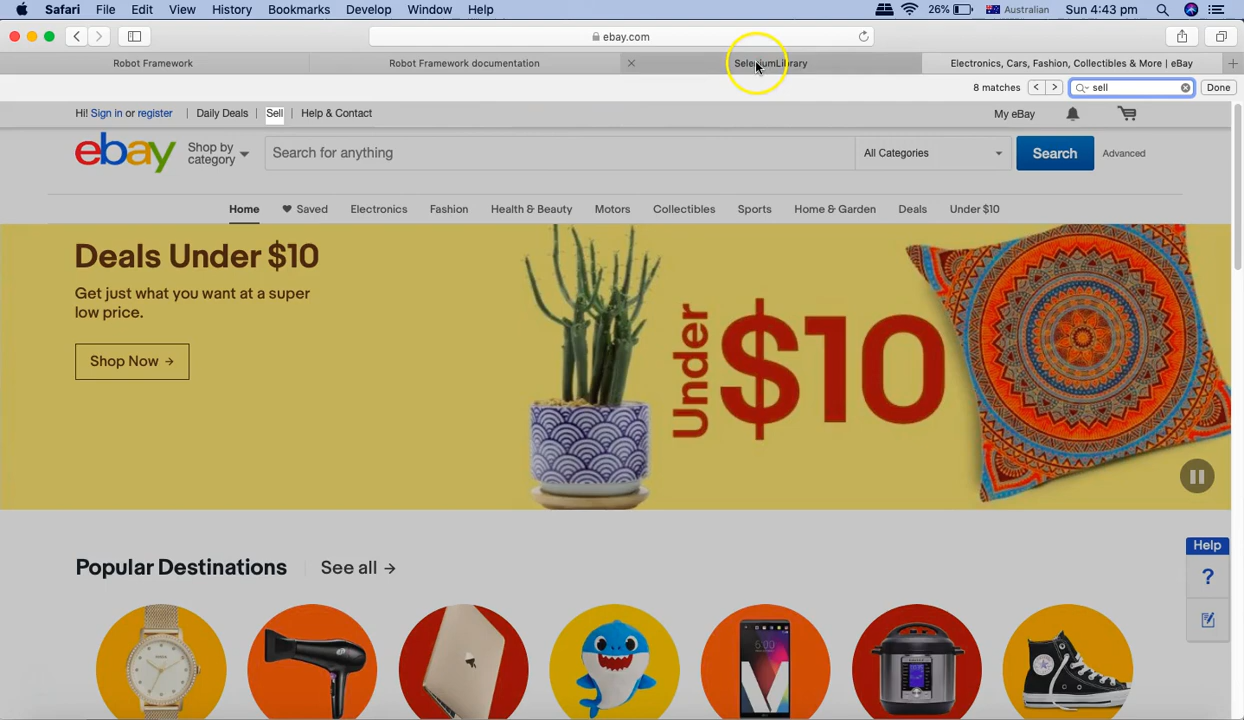 Safari File Edit View History Bookmarks Develop Window Help 26% Australian Sun 4:43 pm
ebay.com
Robot Framework Robot Framework documentation SeleniumLibrary Electronics, Cars, Fashion, Collectibles & More | eBay
8 matches sell Done
Hi! Sign in or register Daily Deals Sell Help & Contact My eBay
ebay Shop by category Search for anything All Categories Search Advanced
Home Saved Electronics Fashion Health & Beauty Motors Collectibles Sports Home & Garden Deals Under $10
Deals Under $10
Get just what you want at a super
low price.
Shop Now →
Under $10
Help
?
Popular Destinations See all →